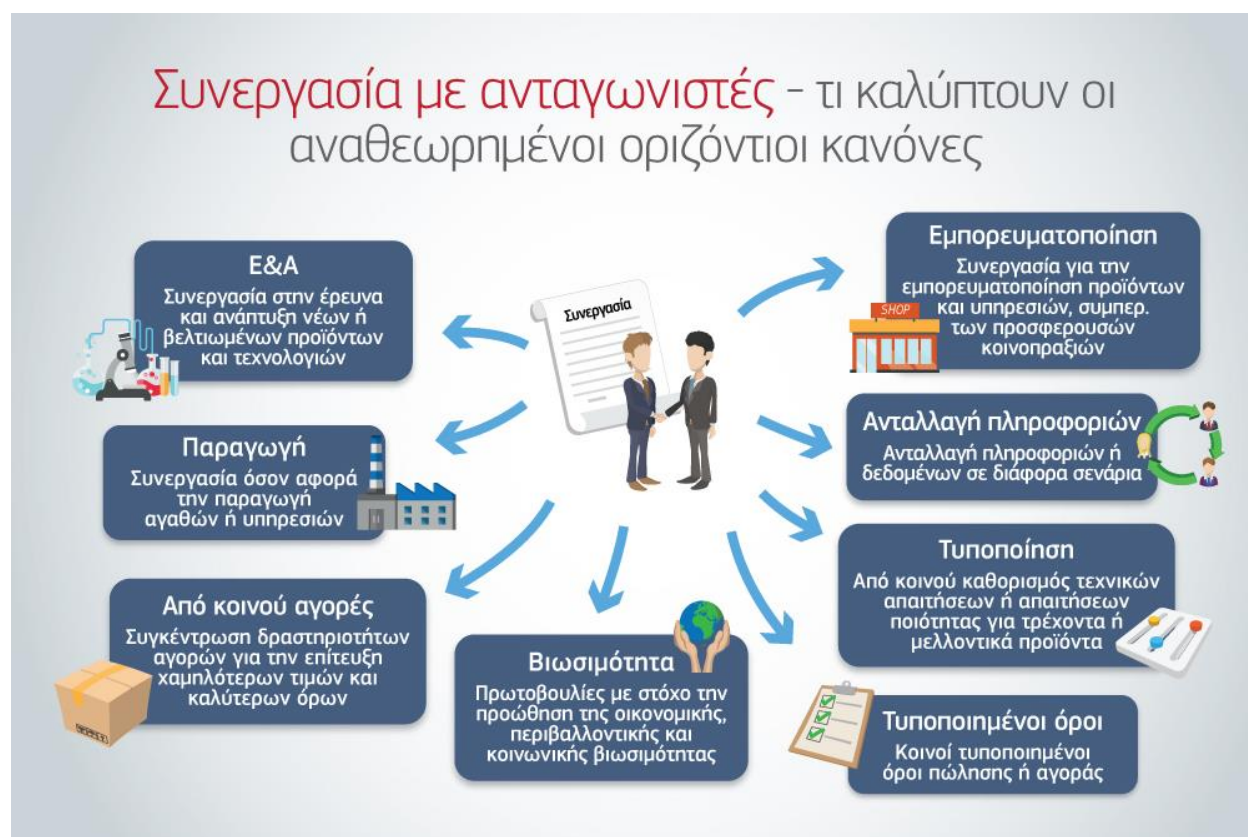 Συνεργασία με ανταγωνιστές - τι καλύπτουν οι
αναθεωρημένοι οριζόντιοι κανόνες
Ε&Α
Συνεργασία στην έρευνα
και ανάπτυξη νέων ή
βελτιωμένων προϊόντων
και τεχνολογιών
Παραγωγή
Συνεργασία όσον αφορά
την παραγωγή
αγαθών ή υπηρεσιών
Από κοινού αγορές
Συγκέντρωση δραστηριοτήτων
αγορών για την επίτευξη
χαμηλότερων τιμών και
καλύτερων όρων
Συνεργασία
Βιωσιμότητα
Πρωτοβουλίες με στόχο την
προώθηση της οικονομικής,
περιβαλλοντικής και
κοινωνικής βιωσιμότητας
Εμπορευματοποίηση
Συνεργασία για την
εμπορευματοποίηση προϊόντων
και υπηρεσιών, συμπερ.
των προσφερουσών
κοινοπραξιών
SHOP
Ανταλλαγή πληροφοριών
Ανταλλαγή πληροφοριών ή
δεδομένων σε διάφορα σενάρια
Τυποποίηση
Από κοινού καθορισμός τεχνικών
απαιτήσεων ή απαιτήσεων
ποιότητας για τρέχοντα ή
μελλοντικά προϊόντα
Τυποποιημένοι όροι
Κοινοί τυποποιημένοι
όροι πώλησης ή αγοράς